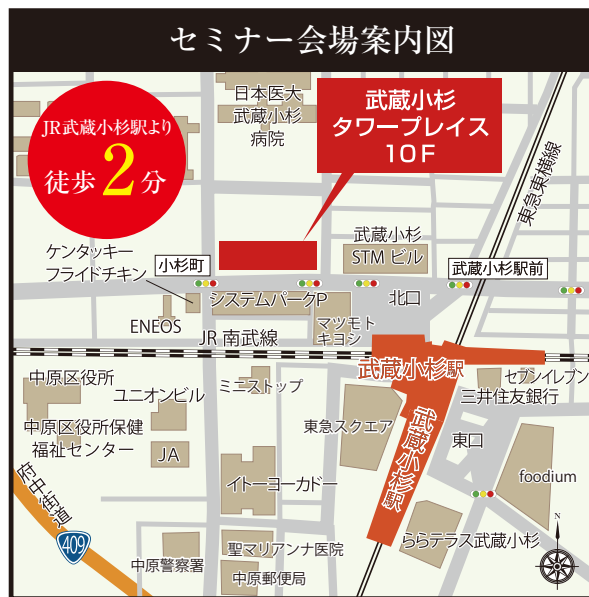 セミナー会場案内図
JR武蔵小杉駅より
徒歩2分
日本医大
武蔵小杉
病院
武蔵小杉
タワープレイス
10F
東急東横線
ケンタッキー
フライドチキン
小杉町
武蔵小杉
STM ビル
武蔵小杉駅前
システムパークP
北口
ENEOS
マツモト
キヨシ
JR 南武線
武蔵小杉駅
中原区役所
ユニオンビル
ミニストップ
セブンイレブン
三井住友銀行
中原区役所保健
福祉センター
JA
東急スクエア
武蔵小杉駅
東口
府中街道
409
イトーヨーカドー
foodium
中原警察署
聖マリアンナ医院
中原郵便局
ららテラス武蔵小杉
N